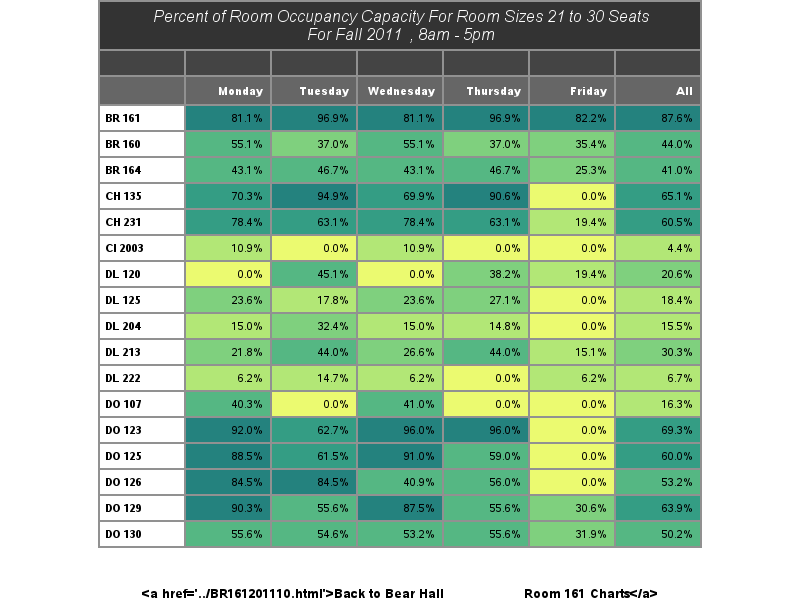 Percent of Room Occupancy Capacity For Room Sizes 21 to 30 Seats
For Fall 2011 , 8am - 5pm
Monday Tuesday Wednesday Thursday Friday All
BR 161 81.1% 96.9% 81.1% 96.9% 82.2% 87.6%
BR 160 55.1% 37.0% 55.1% 37.0% 35.4% 44.0%
BR 164 43.1% 46.7% 43.1% 46.7% 25.3% 41.0%
CH 135 70.3% 94.9% 69.9% 90.6% 0.0% 65.1%
CH 231 78.4% 63.1% 78.4% 63.1% 19.4% 60.5%
CI 2003 10.9% 0.0% 10.9% 0.0% 0.0% 4.4%
DL 120 0.0% 45.1% 0.0% 38.2% 19.4% 20.6%
DL 125 23.6% 17.8% 23.6% 27.1% 0.0% 18.4%
DL 204 15.0% 32.4% 15.0% 14.8% 0.0% 15.5%
DL 213 21.8% 44.0% 26.6% 44.0% 15.1% 30.3%
DL 222 6.2% 14.7% 6.2% 0.0% 6.2% 6.7%
DO 107 40.3% 0.0% 41.0% 0.0% 0.0% 16.3%
DO 123 92.0% 62.7% 96.0% 96.0% 0.0% 69.3%
DO 125 88.5% 61.5% 91.0% 59.0% 0.0% 60.0%
DO 126 84.5% 84.5% 40.9% 56.0% 0.0% 53.2%
DO 129 90.3% 55.6% 87.5% 55.6% 30.6% 63.9%
DO 130 55.6% 54.6% 53.2% 55.6% 31.9% 50.2%
<a href='../BR161201110.html'>Back to Bear Hall Room 161 Charts</a>